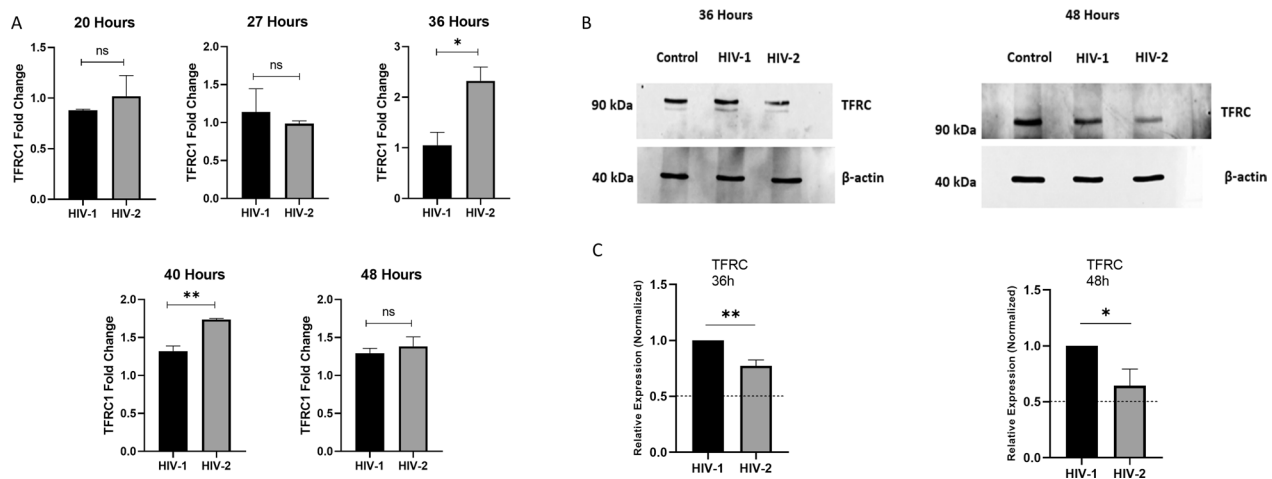 A
20 Hours
TFRC1 Fold Change
1.5
1.0
0.5
0.0
ns
HIV-1 HIV-2
27 Hours
TFRC1 Fold Change
2.0
1.5
1.0
0.5
0.0
ns
HIV-1 HIV-2
36 Hours
TFRC1 Fold Change
3
2
1
0
*
HIV-1 HIV-2
40 Hours
TFRC1 Fold Change
2.0
1.5
1.0
0.5
0.0
**
HIV-1 HIV-2
48 Hours
TFRC1 Fold Change
2.0
1.5
1.0
0.5
0.0
ns
HIV-1 HIV-2
B
36 Hours
Control HIV-1 HIV-2
90 kDa TFRC
40 kDa β-actin
48 Hours
Control HIV-1 HIV-2
90 kDa TFRC
40 kDa β-actin
C
TFRC
36h
Relative Expression (Normalized)
1.5
1.0
0.5
0.0
**
HIV-1 HIV-2
TFRC
48h
Relative Expression (Normalized)
1.5
1.0
0.5
0.0
*
HIV-1 HIV-2